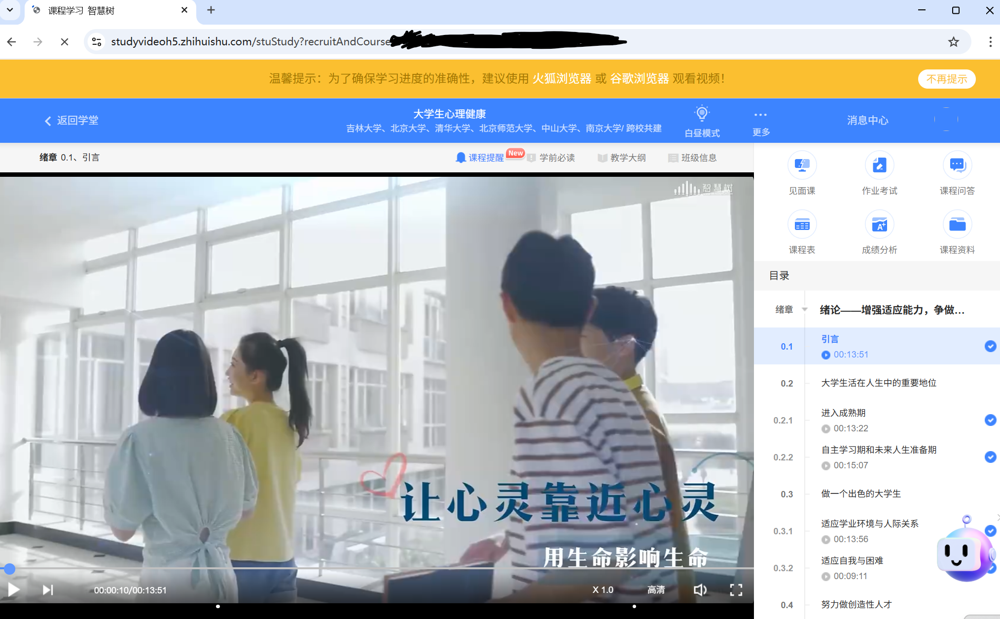 课程学习 智慧树
studyvideoh5.zhihuishu.com/stuStudy?recruitAndCourse
温馨提示：为了确保学习进度的准确性，建议使用 火狐浏览器 或 谷歌浏览器 观看视频！
不再提示
返回学堂
大学生心理健康
吉林大学、北京大学、清华大学、北京师范大学、中山大学、南京大学/ 跨校共建
白昼模式
更多
消息中心
绪章 0.1、引言
课程提醒
New
学前必读
教学大纲
班级信息
智慧树
让心灵靠近心灵
用生命影响生命
00:00:10/00:13:51
X 1.0
高清
见面课
作业考试
课程问答
课程表
A+
成绩分析
课程资料
目录
绪章
绪论——增强适应能力，争做…
0.1
引言
00:13:51
0.2
大学生活在人生中的重要地位
0.2.1
进入成熟期
00:13:22
0.2.2
自主学习期和未来人生准备期
00:15:07
0.3
做一个出色的大学生
0.3.1
适应学业环境与人际关系
00:13:56
0.3.2
适应自我与困难
00:09:11
0.4
努力做创造性人才